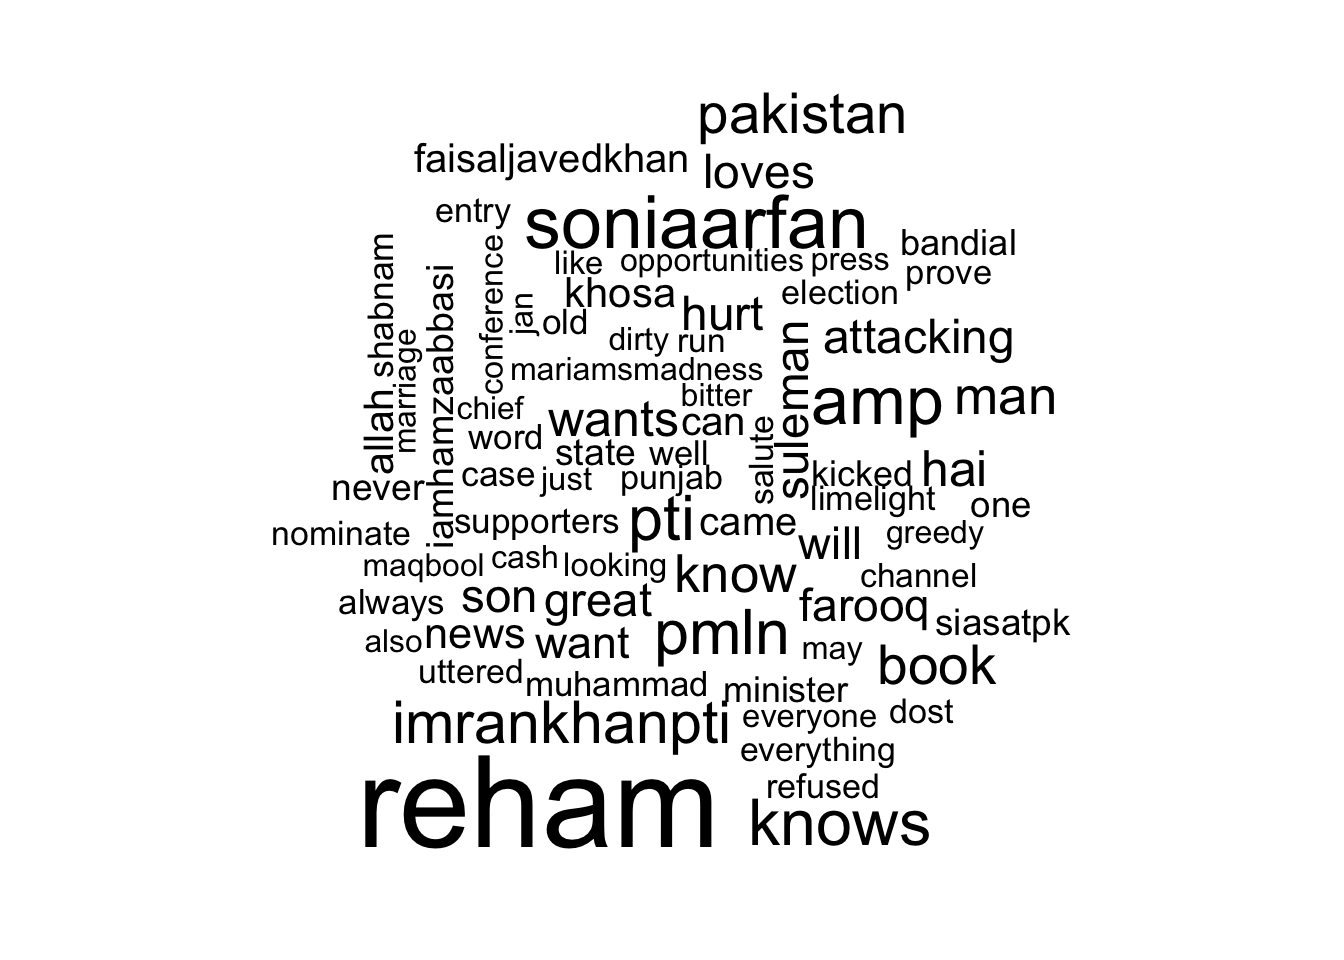 pakistan
faisaljavedkhan
loves
entry
soniaarfan
bandial
like
opportunities
press
prove
shabnam
conference
jan
khosa
hurt
election
old
dirty
run
attacking
iamhamzaabbasi
marriage
mariamsmadness
suleman
bitter
amp
man
allah
chief
wants
can
word
state
well
salute
never
case
just
punjab
kicked
hai
limelight
one
nominate
supporters
pti
came
will
greedy
maqbool
cash
looking
know
channel
always
son
great
farooq
siasatpk
also
news
want
pmln
may
book
uttered
muhammad
minister
imrankhanpti
everyone
dost
everything
reham
refused
knows